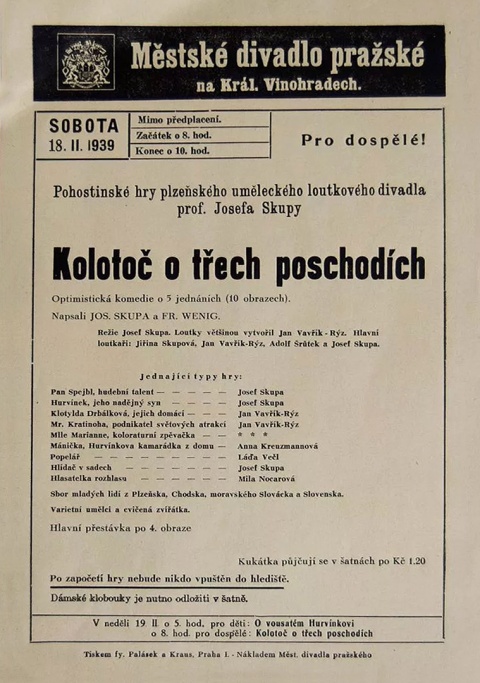 Městské divadlo pražské
na Král. Vinohradech.
SOBOTA
18. II. 1939
Mimo předplacení.
Začátek o 8. hod.
Konec o 10. hod.
Pro dospělé!
Pohostinské hry plzeňského uměleckého loutkového divadla
prof. Josefa Skupy
Kolotoč o třech poschodích
Optimistická komedie o 5 jednáních (10 obrazech).
Napsali JOS. SKUPA a FR. WENIG.
Režie Josef Skupa. Loutky většinou vytvořil Jan Vavřík-Rýz. Hlavní
loutkaři: Jiřina Skupová, Jan Vavřík-Rýz, Adolf Šrůtek a Josef Skupa.
Jednající typy hry:
Pan Spejbl, hudební talent — — — — Josef Skupa
Hurvínek, jeho nadějný syn — — — — Josef Skupa
Klotylda Drbálková, jejich domácí — — — Jan Vavřík-Rýz
Mr. Kratinoha, podnikatel světových atrakcí Jan Vavřík-Rýz
Mlle Marianne, koloraturní zpěvačka — — * * *
Mánička, Hurvínkova kamarádka z domu — Anna Kreuzmannová
Popelář — — — — — — Láďa Večl
Hlídač v sadech — — — — — Josef Skupa
Hlasatelka rozhlasu — — — — Mila Nocarová
Sbor mladých lidí z Plzeňska, Chodska, moravského Slovácka a Slovenska.
Varietní umělci a cvičená zvířátka.
Hlavní přestávka po 4. obraze
Kukátka půjčují se v šatnách po Kč 1.20
Po započetí hry nebude nikdo vpuštěn do hlediště.
Dámské klobouky je nutno odložiti v šatně.
V neděli 19 II. o 5. hod. pro děti: O vousatém Hurvínkovi
o 8. hod. pro dospělé: Kolotoč o třech poschodích
Tiskem fy. Palásek a Kraus, Praha I. - Nákladem Měst. divadla pražského